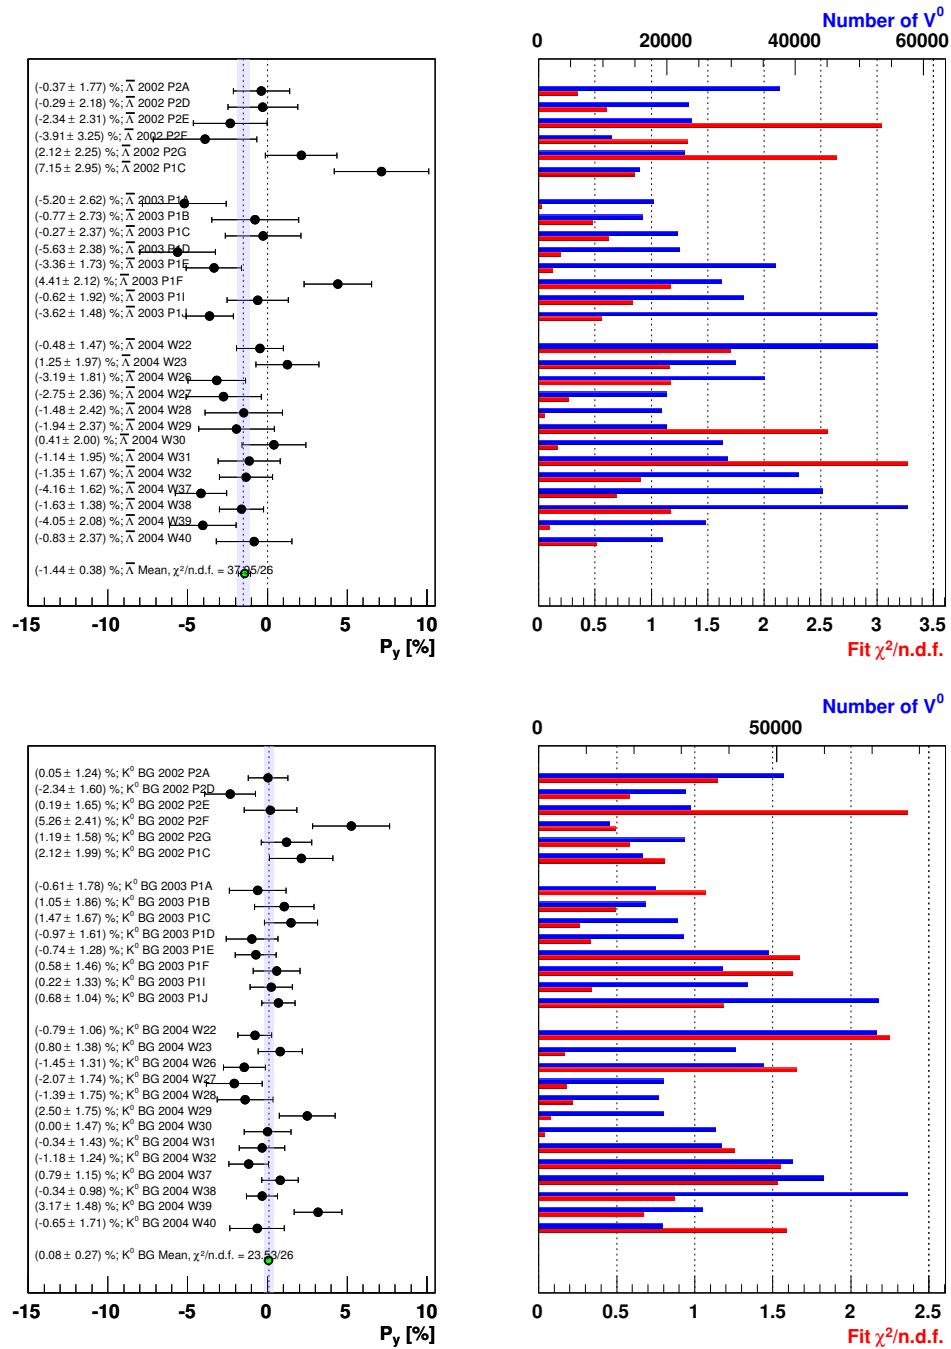 Number of V⁰
0 20000 40000 60000
(-0.37 ± 1.77) %; Λ̅ 2002 P2A
(-0.29 ± 2.18) %; Λ̅ 2002 P2D
(-2.34 ± 2.31) %; Λ̅ 2002 P2E
(-3.91 ± 3.25) %; Λ̅ 2002 P2F
(2.12 ± 2.25) %; Λ̅ 2002 P2G
(7.15 ± 2.95) %; Λ̅ 2002 P1C
(-5.20 ± 2.62) %; Λ̅ 2003 P1A
(-0.77 ± 2.73) %; Λ̅ 2003 P1B
(-0.27 ± 2.37) %; Λ̅ 2003 P1C
(-5.63 ± 2.38) %; Λ̅ 2003 P1D
(-3.36 ± 1.73) %; Λ̅ 2003 P1E
(4.41 ± 2.12) %; Λ̅ 2003 P1F
(-0.62 ± 1.92) %; Λ̅ 2003 P1I
(-3.62 ± 1.48) %; Λ̅ 2003 P1J
(-0.48 ± 1.47) %; Λ̅ 2004 W22
(1.25 ± 1.97) %; Λ̅ 2004 W23
(-3.19 ± 1.81) %; Λ̅ 2004 W26
(-2.75 ± 2.36) %; Λ̅ 2004 W27
(-1.48 ± 2.42) %; Λ̅ 2004 W28
(-1.94 ± 2.37) %; Λ̅ 2004 W29
(0.41 ± 2.00) %; Λ̅ 2004 W30
(-1.14 ± 1.95) %; Λ̅ 2004 W31
(-1.35 ± 1.67) %; Λ̅ 2004 W32
(-4.16 ± 1.62) %; Λ̅ 2004 W37
(-1.63 ± 1.38) %; Λ̅ 2004 W38
(-4.05 ± 2.08) %; Λ̅ 2004 W39
(-0.83 ± 2.37) %; Λ̅ 2004 W40
(-1.44 ± 0.38) %; Λ̅ Mean, χ²/n.d.f. =
-15 -10 -5 0 5 10
P_y [%]
0 0.5 1 1.5 2 2.5 3 3.5
Fit χ²/n.d.f.
Number of V⁰
0 50000
(0.05 ± 1.24) %; K⁰ BG 2002 P2A
(-2.34 ± 1.60) %; K⁰ BG 2002 P2D
(0.19 ± 1.65) %; K⁰ BG 2002 P2E
(5.26 ± 2.41) %; K⁰ BG 2002 P2F
(1.19 ± 1.58) %; K⁰ BG 2002 P2G
(2.12 ± 1.99) %; K⁰ BG 2002 P1C
(-0.61 ± 1.78) %; K⁰ BG 2003 P1A
(1.05 ± 1.86) %; K⁰ BG 2003 P1B
(1.47 ± 1.67) %; K⁰ BG 2003 P1C
(-0.97 ± 1.61) %; K⁰ BG 2003 P1D
(-0.74 ± 1.28) %; K⁰ BG 2003 P1E
(0.58 ± 1.46) %; K⁰ BG 2003 P1F
(0.22 ± 1.33) %; K⁰ BG 2003 P1I
(0.68 ± 1.04) %; K⁰ BG 2003 P1J
(-0.79 ± 1.06) %; K⁰ BG 2004 W22
(0.80 ± 1.38) %; K⁰ BG 2004 W23
(-1.45 ± 1.31) %; K⁰ BG 2004 W26
(-2.07 ± 1.74) %; K⁰ BG 2004 W27
(-1.39 ± 1.75) %; K⁰ BG 2004 W28
(2.50 ± 1.75) %; K⁰ BG 2004 W29
(0.00 ± 1.47) %; K⁰ BG 2004 W30
(-0.34 ± 1.43) %; K⁰ BG 2004 W31
(-1.18 ± 1.24) %; K⁰ BG 2004 W32
(0.79 ± 1.15) %; K⁰ BG 2004 W37
(-0.34 ± 0.98) %; K⁰ BG 2004 W38
(3.17 ± 1.48) %; K⁰ BG 2004 W39
(-0.65 ± 1.71) %; K⁰ BG 2004 W40
(0.08 ± 0.27) %; K⁰ BG Mean, χ²/n.d.f. = 23.53/26
-15 -10 -5 0 5 10
P_y [%]
0 0.5 1 1.5 2 2.5
Fit χ²/n.d.f.